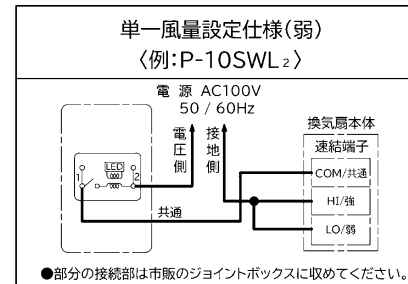 単一風量設定仕様(弱)
〈例:P-10SWL₂〉
電 源 AC100V
50 / 60Hz
電圧側
接地側
換気扇本体
速結端子
LED
1
2
COM/共通
HI/強
LO/弱
共通
●部分の接続部は市販のジョイントボックスに収めてください。